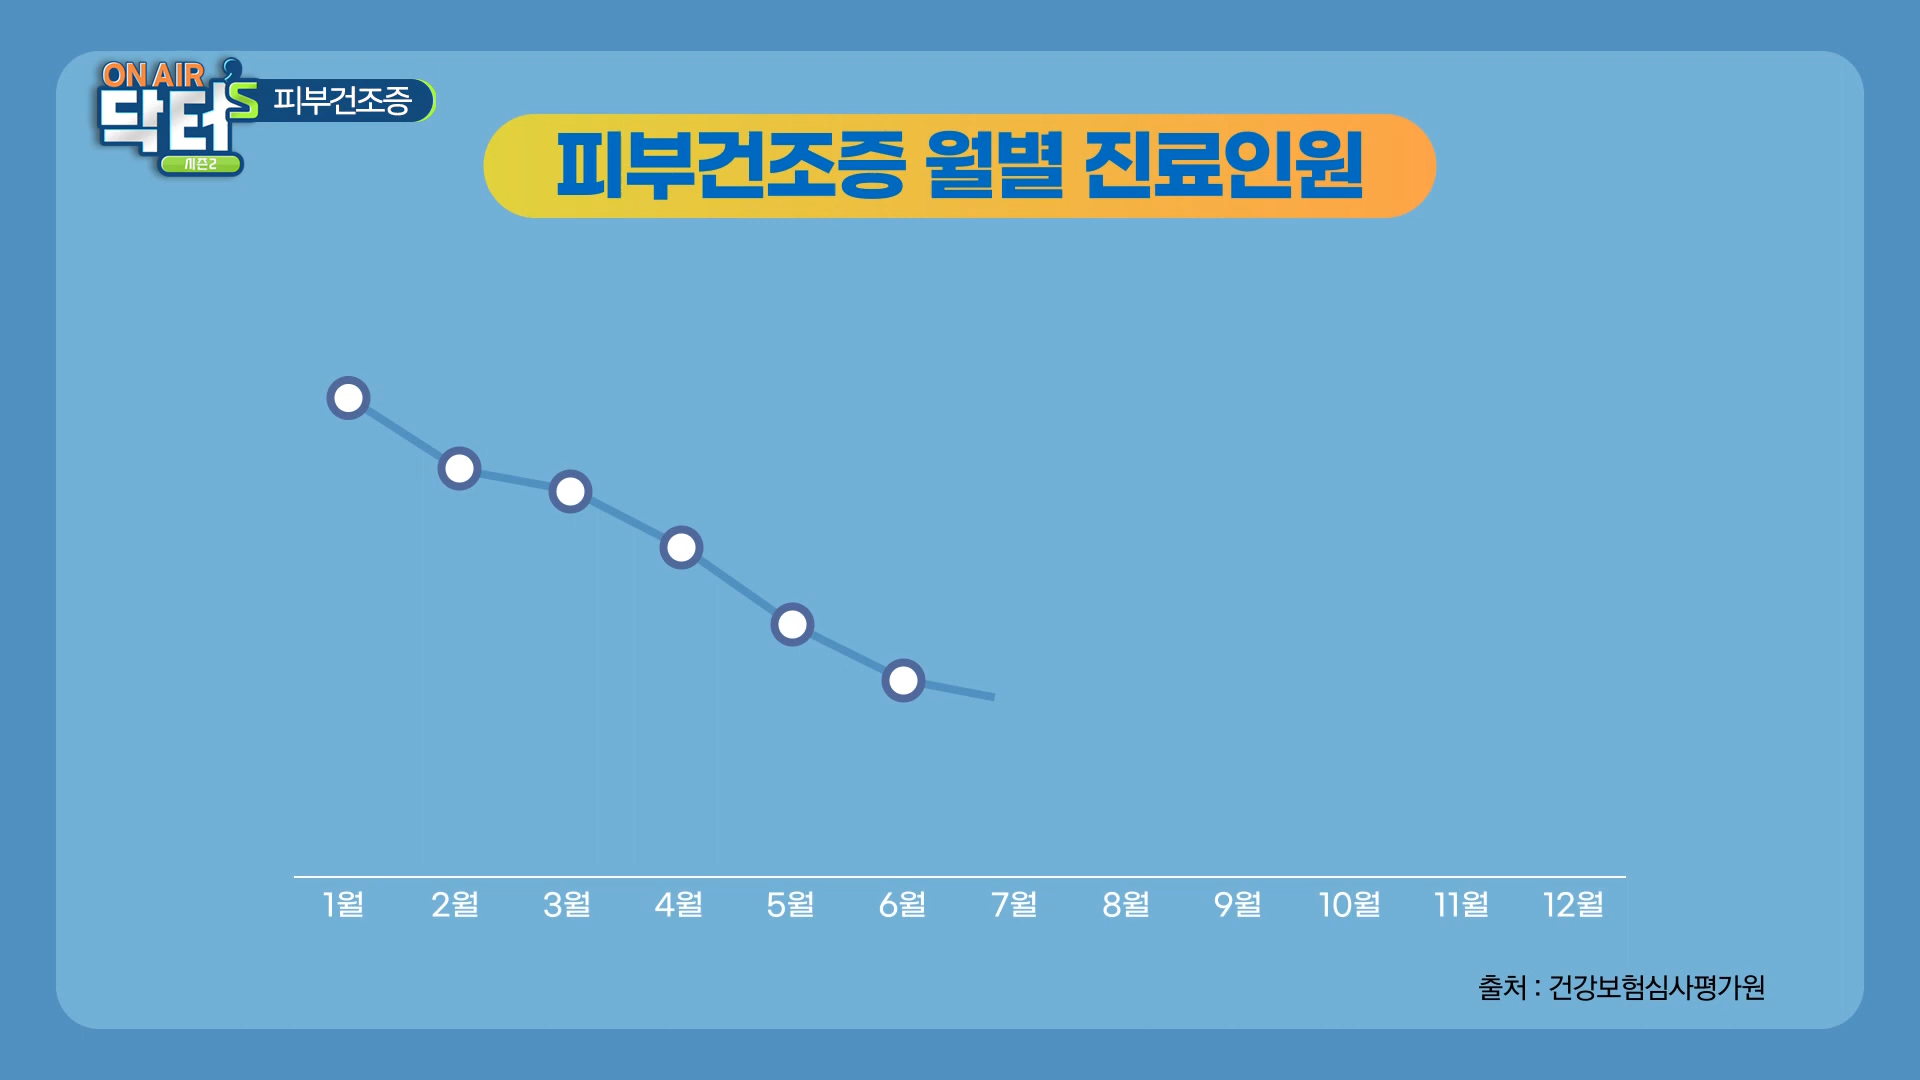 ON AIR
닥터's
시즌2
피부건조증
피부건조증 월별 진료인원
1월 2월 3월 4월 5월 6월 7월 8월 9월 10월 11월 12월
출처 : 건강보험심사평가원